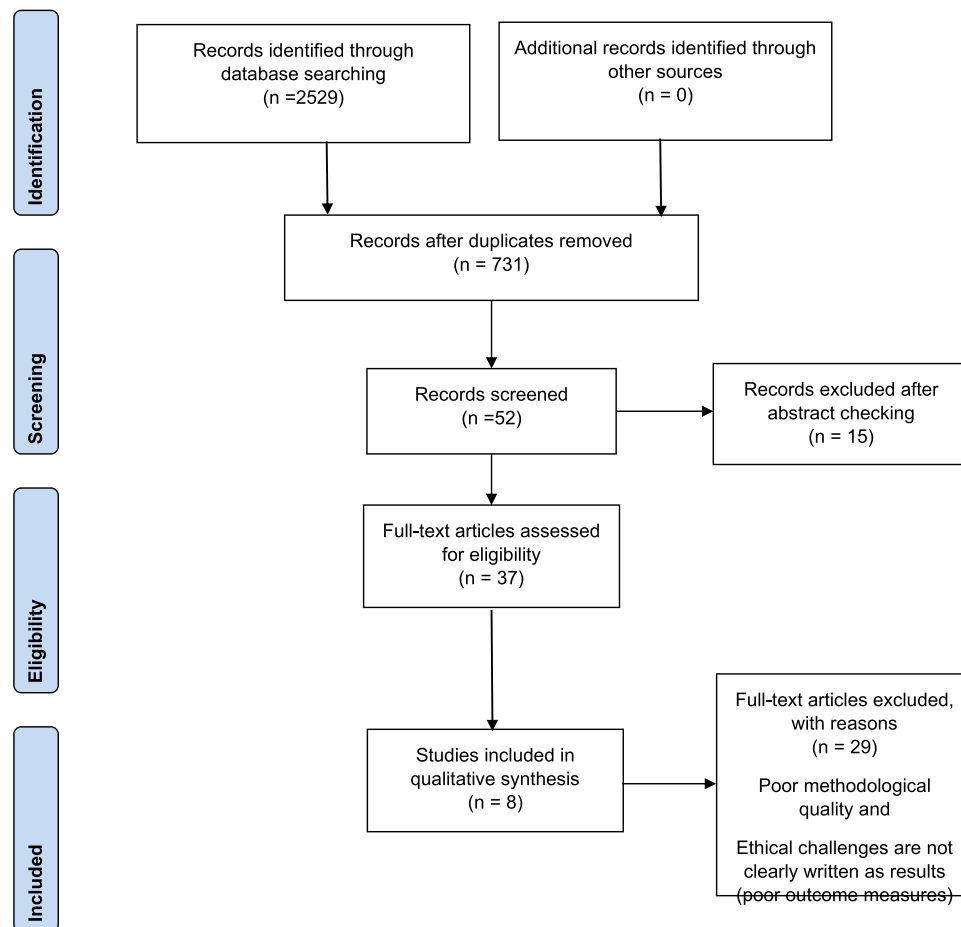 Identification
Records identified through
database searching
(n =2529)
Additional records identified through
other sources
(n = 0)
Records after duplicates removed
(n = 731)
Screening
Records screened
(n =52)
Records excluded after
abstract checking
(n = 15)
Eligibility
Full-text articles assessed
for eligibility
(n = 37)
Included
Studies included in
qualitative synthesis
(n = 8)
Full-text articles excluded,
with reasons
(n = 29)
Poor methodological
quality and
Ethical challenges are not
clearly written as results
(poor outcome measures)